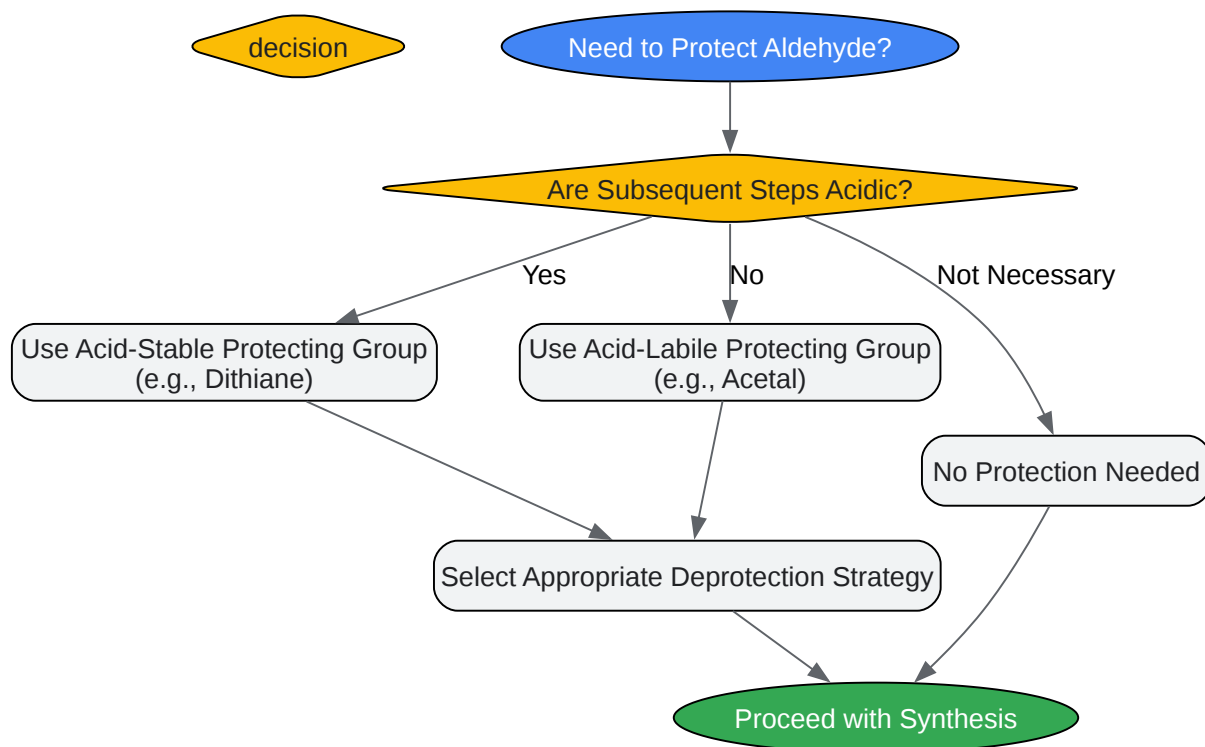 decision
Need to Protect Aldehyde?
Are Subsequent Steps Acidic?
Yes
No
Not Necessary
Use Acid-Stable Protecting Group
(e.g., Dithiane)
Use Acid-Labile Protecting Group
(e.g., Acetal)
No Protection Needed
Select Appropriate Deprotection Strategy
Proceed with Synthesis